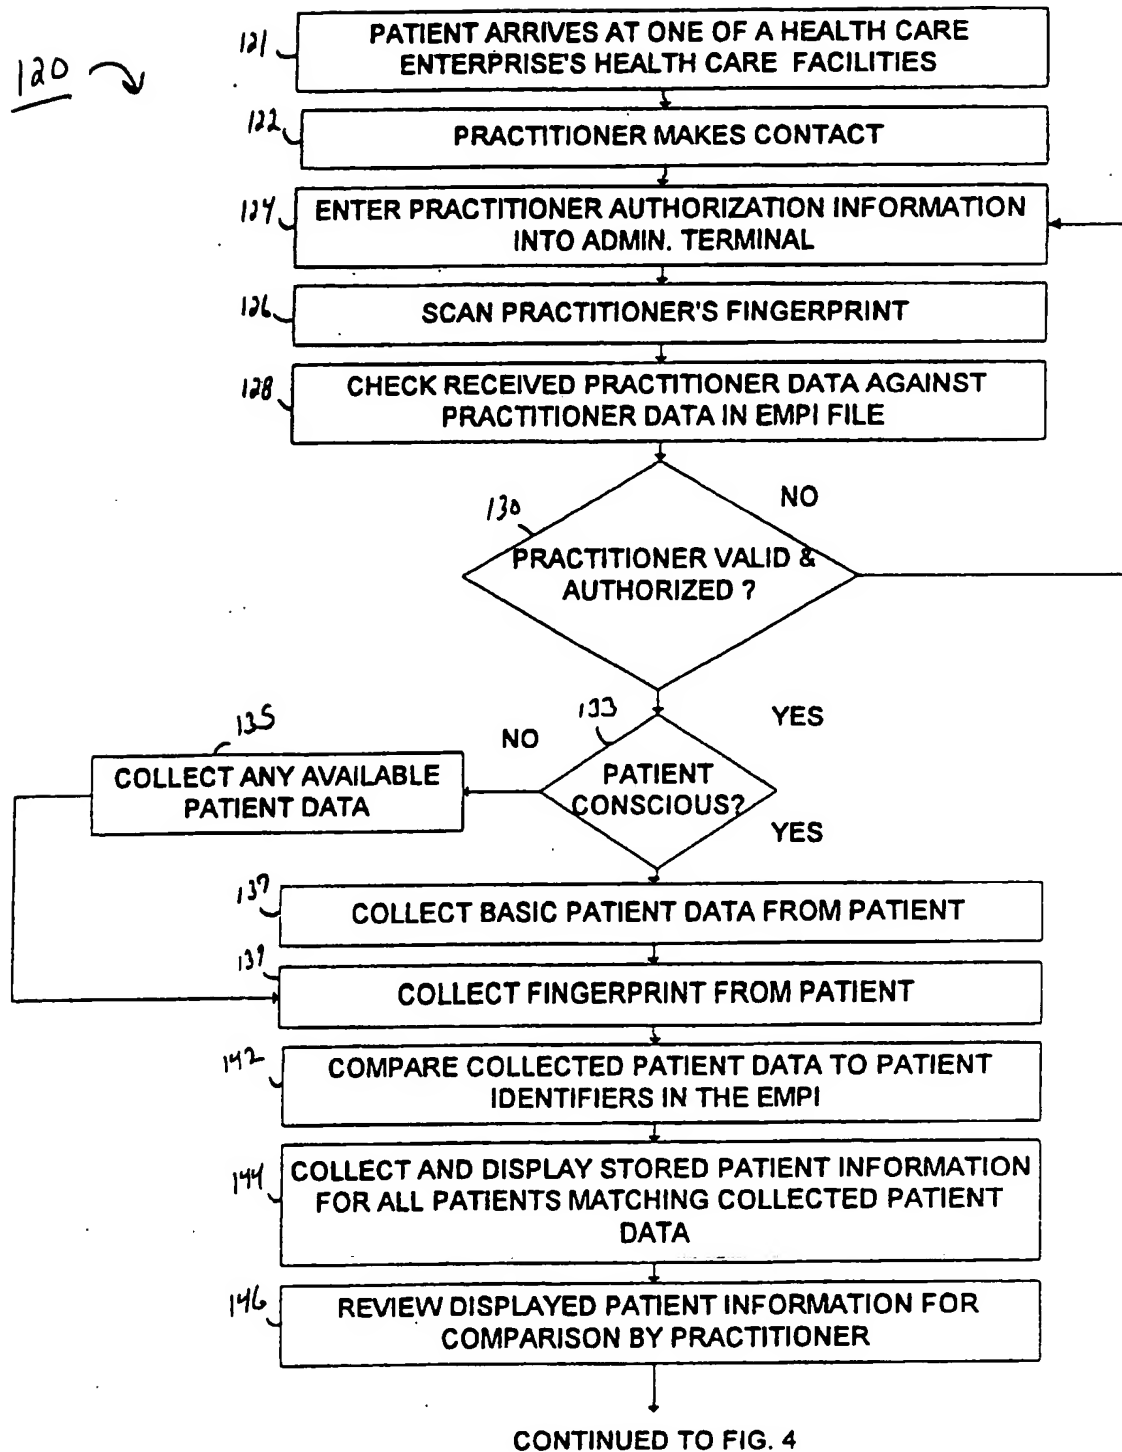 120
121
PATIENT ARRIVES AT ONE OF A HEALTH CARE
ENTERPRISE'S HEALTH CARE FACILITIES
122
PRACTITIONER MAKES CONTACT
124
ENTER PRACTITIONER AUTHORIZATION INFORMATION
INTO ADMIN. TERMINAL
126
SCAN PRACTITIONER'S FINGERPRINT
128
CHECK RECEIVED PRACTITIONER DATA AGAINST
PRACTITIONER DATA IN EMPI FILE
130
NO
PRACTITIONER VALID &
AUTHORIZED ?
133
YES
135
NO
COLLECT ANY AVAILABLE
PATIENT DATA
PATIENT
CONSCIOUS?
YES
137
COLLECT BASIC PATIENT DATA FROM PATIENT
139
COLLECT FINGERPRINT FROM PATIENT
142
COMPARE COLLECTED PATIENT DATA TO PATIENT
IDENTIFIERS IN THE EMPI
144
COLLECT AND DISPLAY STORED PATIENT INFORMATION
FOR ALL PATIENTS MATCHING COLLECTED PATIENT
DATA
146
REVIEW DISPLAYED PATIENT INFORMATION FOR
COMPARISON BY PRACTITIONER
CONTINUED TO FIG. 4